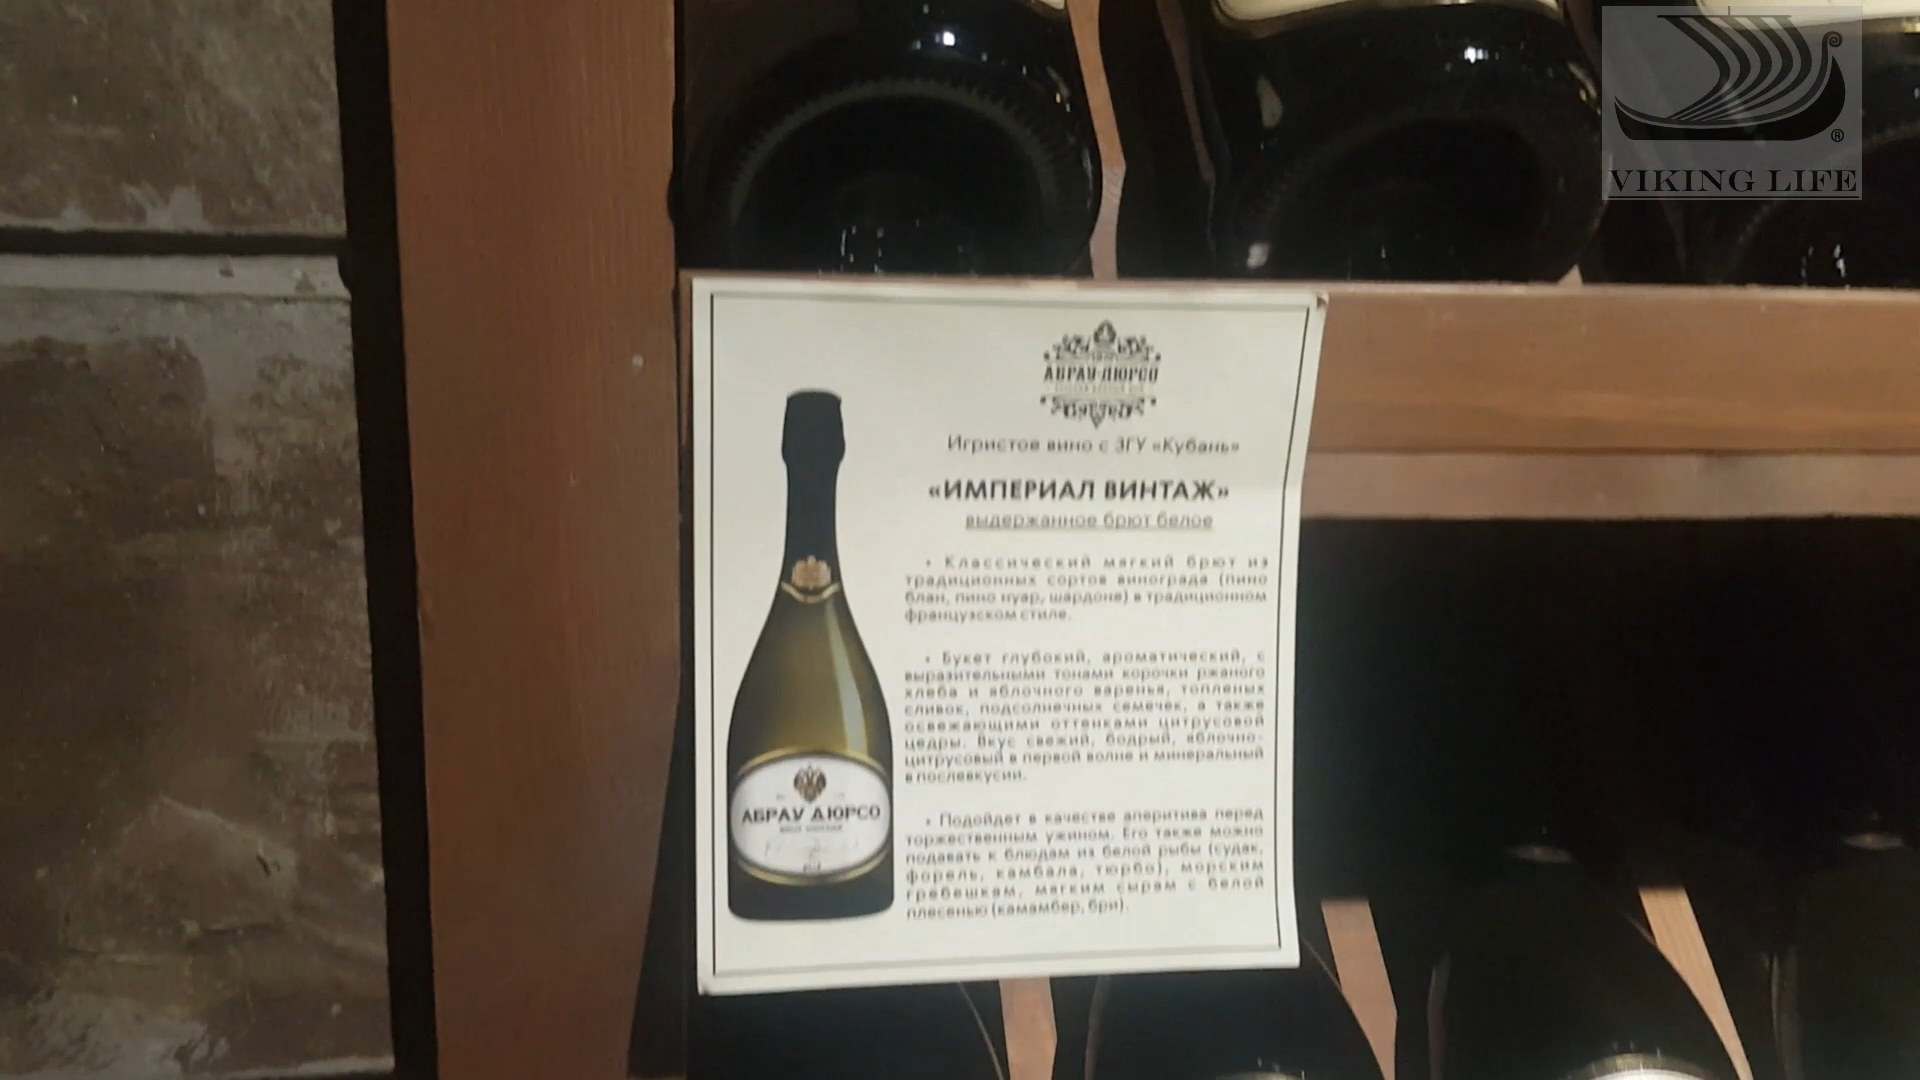 VIKING LIFE
АБРАУ-ДЮРСО
Игристое вино с ЗГУ «Кубань»
«ИМПЕРИАЛ ВИНТАЖ»
выдержанное брют белое
• Классический мягкий брют из
традиционных сортов винограда (пино
блан, пино нуар, шардоне) в традиционном
французском стиле.
• Букет глубокий, ароматический, с
выразительными тонами корочки ржаного
хлеба и яблочного варенья, топленых
сливок, подсолнечных семечек, а также
освежающими оттенками цитрусовой
цедры. Вкус свежий, бодрый, яблочно-
цитрусовый в первой волне и минеральный
в послевкусии.
• Подойдет в качестве аперитива перед
торжественным ужином. Его также можно
подавать к блюдам из белой рыбы (судак,
форель, камбала, тюрбо), морским
гребешкам, мягким сырам с белой
плесенью (камамбер, бри).
АБРАУ ДЮРСО